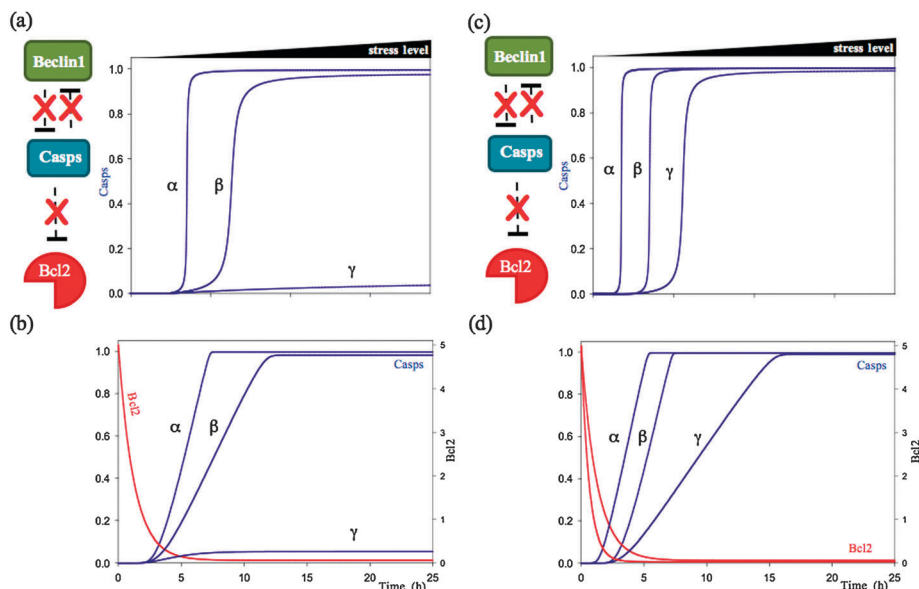 (a)
stress level
Beclin1
Casps
Bcl2
Casps
1.0
0.8
0.6
0.4
0.2
0.0
α
β
γ
(c)
stress level
Beclin1
Casps
Bcl2
Casps
1.0
0.8
0.6
0.4
0.2
0.0
α
β
γ
(b)
1.0
0.8
0.6
0.4
0.2
0.0
Bcl2
α
β
γ
Casps
5
4
3
2
1
0
Bcl2
0
5
10
15
20
25
Time (h)
(d)
1.0
0.8
0.6
0.4
0.2
0.0
α
β
γ
Casps
Bcl2
5
4
3
2
1
0
Bcl2
0
5
10
15
20
25
Time (h)